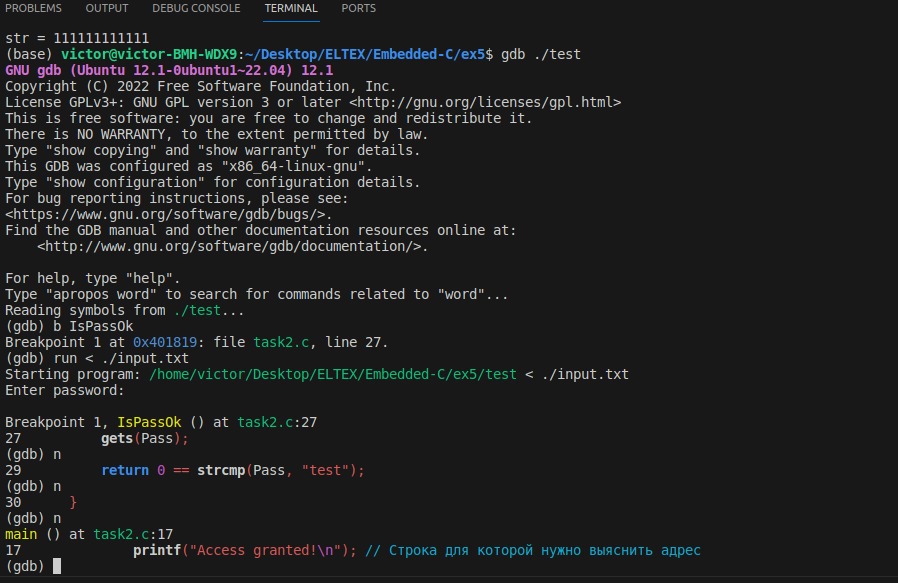 PROBLEMS OUTPUT DEBUG CONSOLE TERMINAL PORTS
str = 111111111111
(base) victor@victor-BMH-WDX9:~/Desktop/ELTEX/Embedded-C/ex5$ gdb ./test
GNU gdb (Ubuntu 12.1-0ubuntu1~22.04) 12.1
Copyright (C) 2022 Free Software Foundation, Inc.
License GPLv3+: GNU GPL version 3 or later <http://gnu.org/licenses/gpl.html>
This is free software: you are free to change and redistribute it.
There is NO WARRANTY, to the extent permitted by law.
Type "show copying" and "show warranty" for details.
This GDB was configured as "x86_64-linux-gnu".
Type "show configuration" for configuration details.
For bug reporting instructions, please see:
<https://www.gnu.org/software/gdb/bugs/>.
Find the GDB manual and other documentation resources online at:
    <http://www.gnu.org/software/gdb/documentation/>.
For help, type "help".
Type "apropos word" to search for commands related to "word"...
Reading symbols from ./test...
(gdb) b IsPassOk
Breakpoint 1 at 0x401819: file task2.c, line 27.
(gdb) run < ./input.txt
Starting program: /home/victor/Desktop/ELTEX/Embedded-C/ex5/test < ./input.txt
Enter password:
Breakpoint 1, IsPassOk () at task2.c:27
27          gets(Pass);
(gdb) n
29          return 0 == strcmp(Pass, "test");
(gdb) n
30      }
(gdb) n
main () at task2.c:17
17              printf("Access granted!\n"); // Строка для которой нужно выяснить адрес
(gdb)